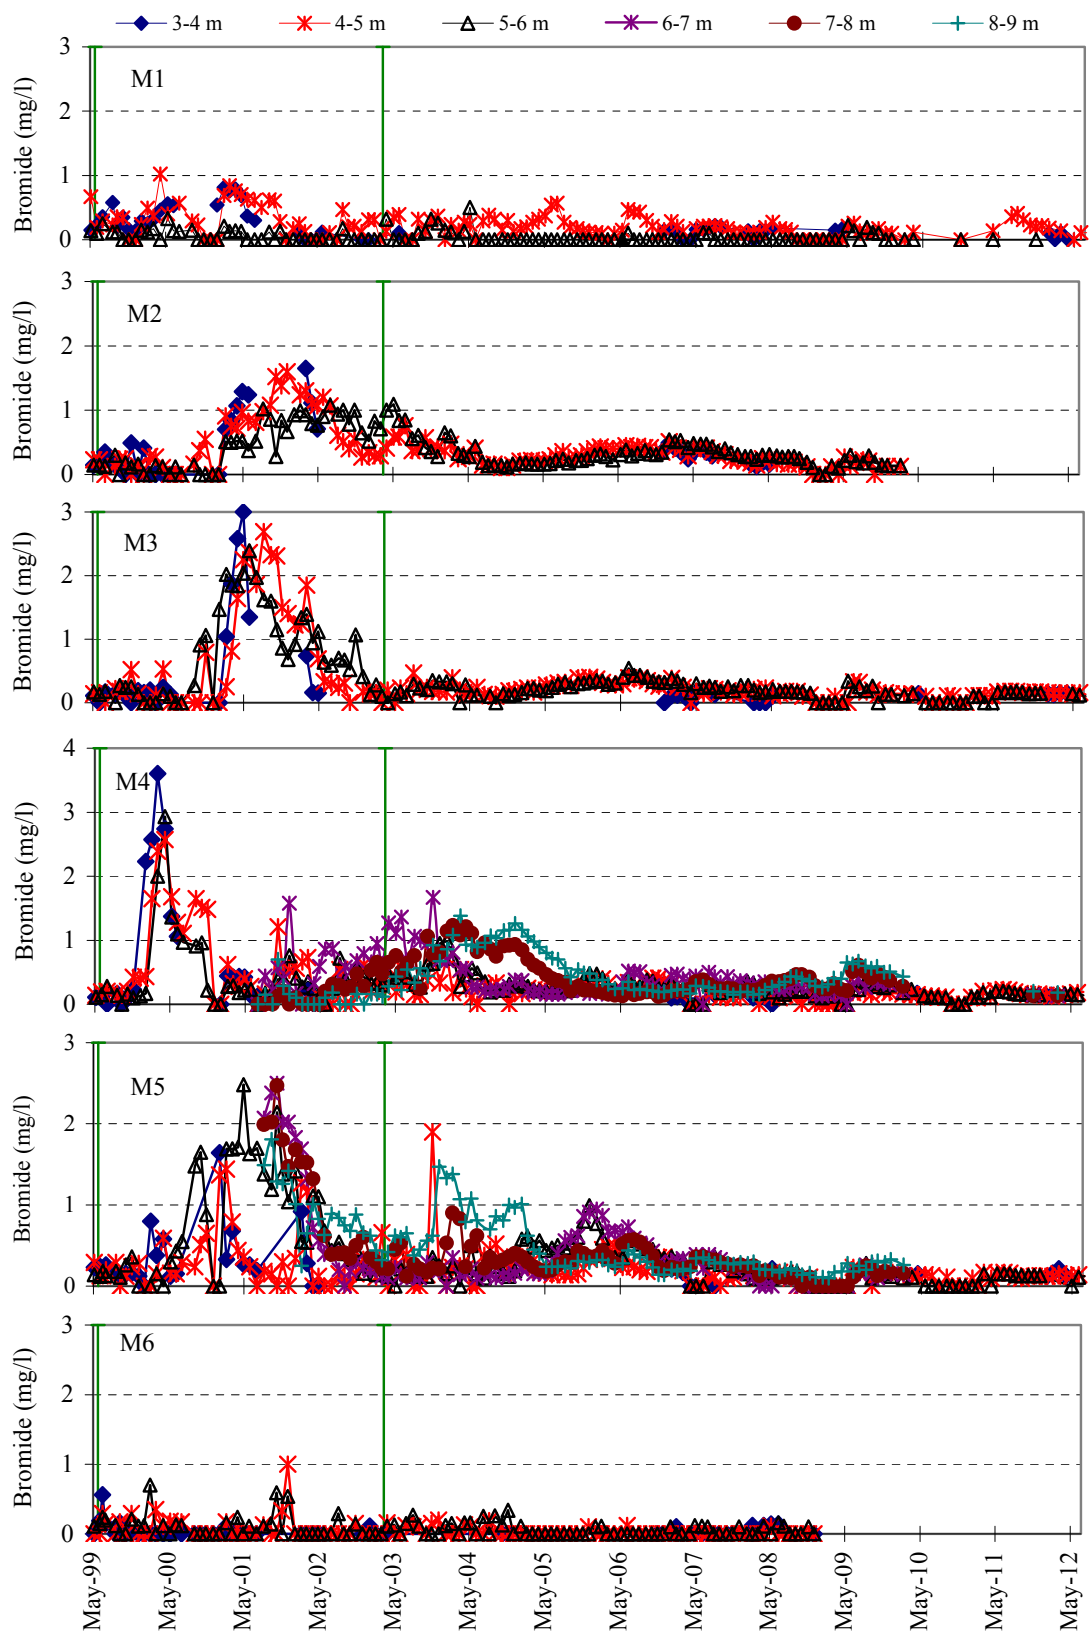 3-4 m 4-5 m 5-6 m 6-7 m 7-8 m 8-9 m
Bromide (mg/l)
3
2
1
0
M1
Bromide (mg/l)
3
2
1
0
M2
Bromide (mg/l)
3
2
1
0
M3
Bromide (mg/l)
4
3
2
1
0
M4
Bromide (mg/l)
3
2
1
0
M5
Bromide (mg/l)
3
2
1
0
M6
May-99 May-00 May-01 May-02 May-03 May-04 May-05 May-06 May-07 May-08 May-09 May-10 May-11 May-12